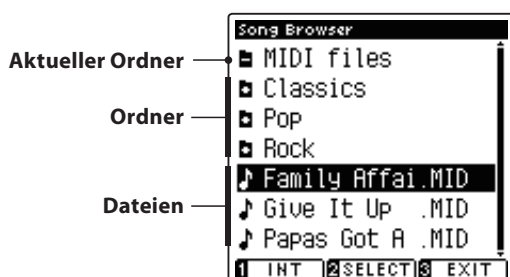 Song Browser
Aktueller Ordner
MIDI files
Classics
Ordner
Pop
Rock
Family Affai.MID
Dateien
Give It Up .MID
Papas Got A .MID
1 INT 2 SELECT 3 EXIT